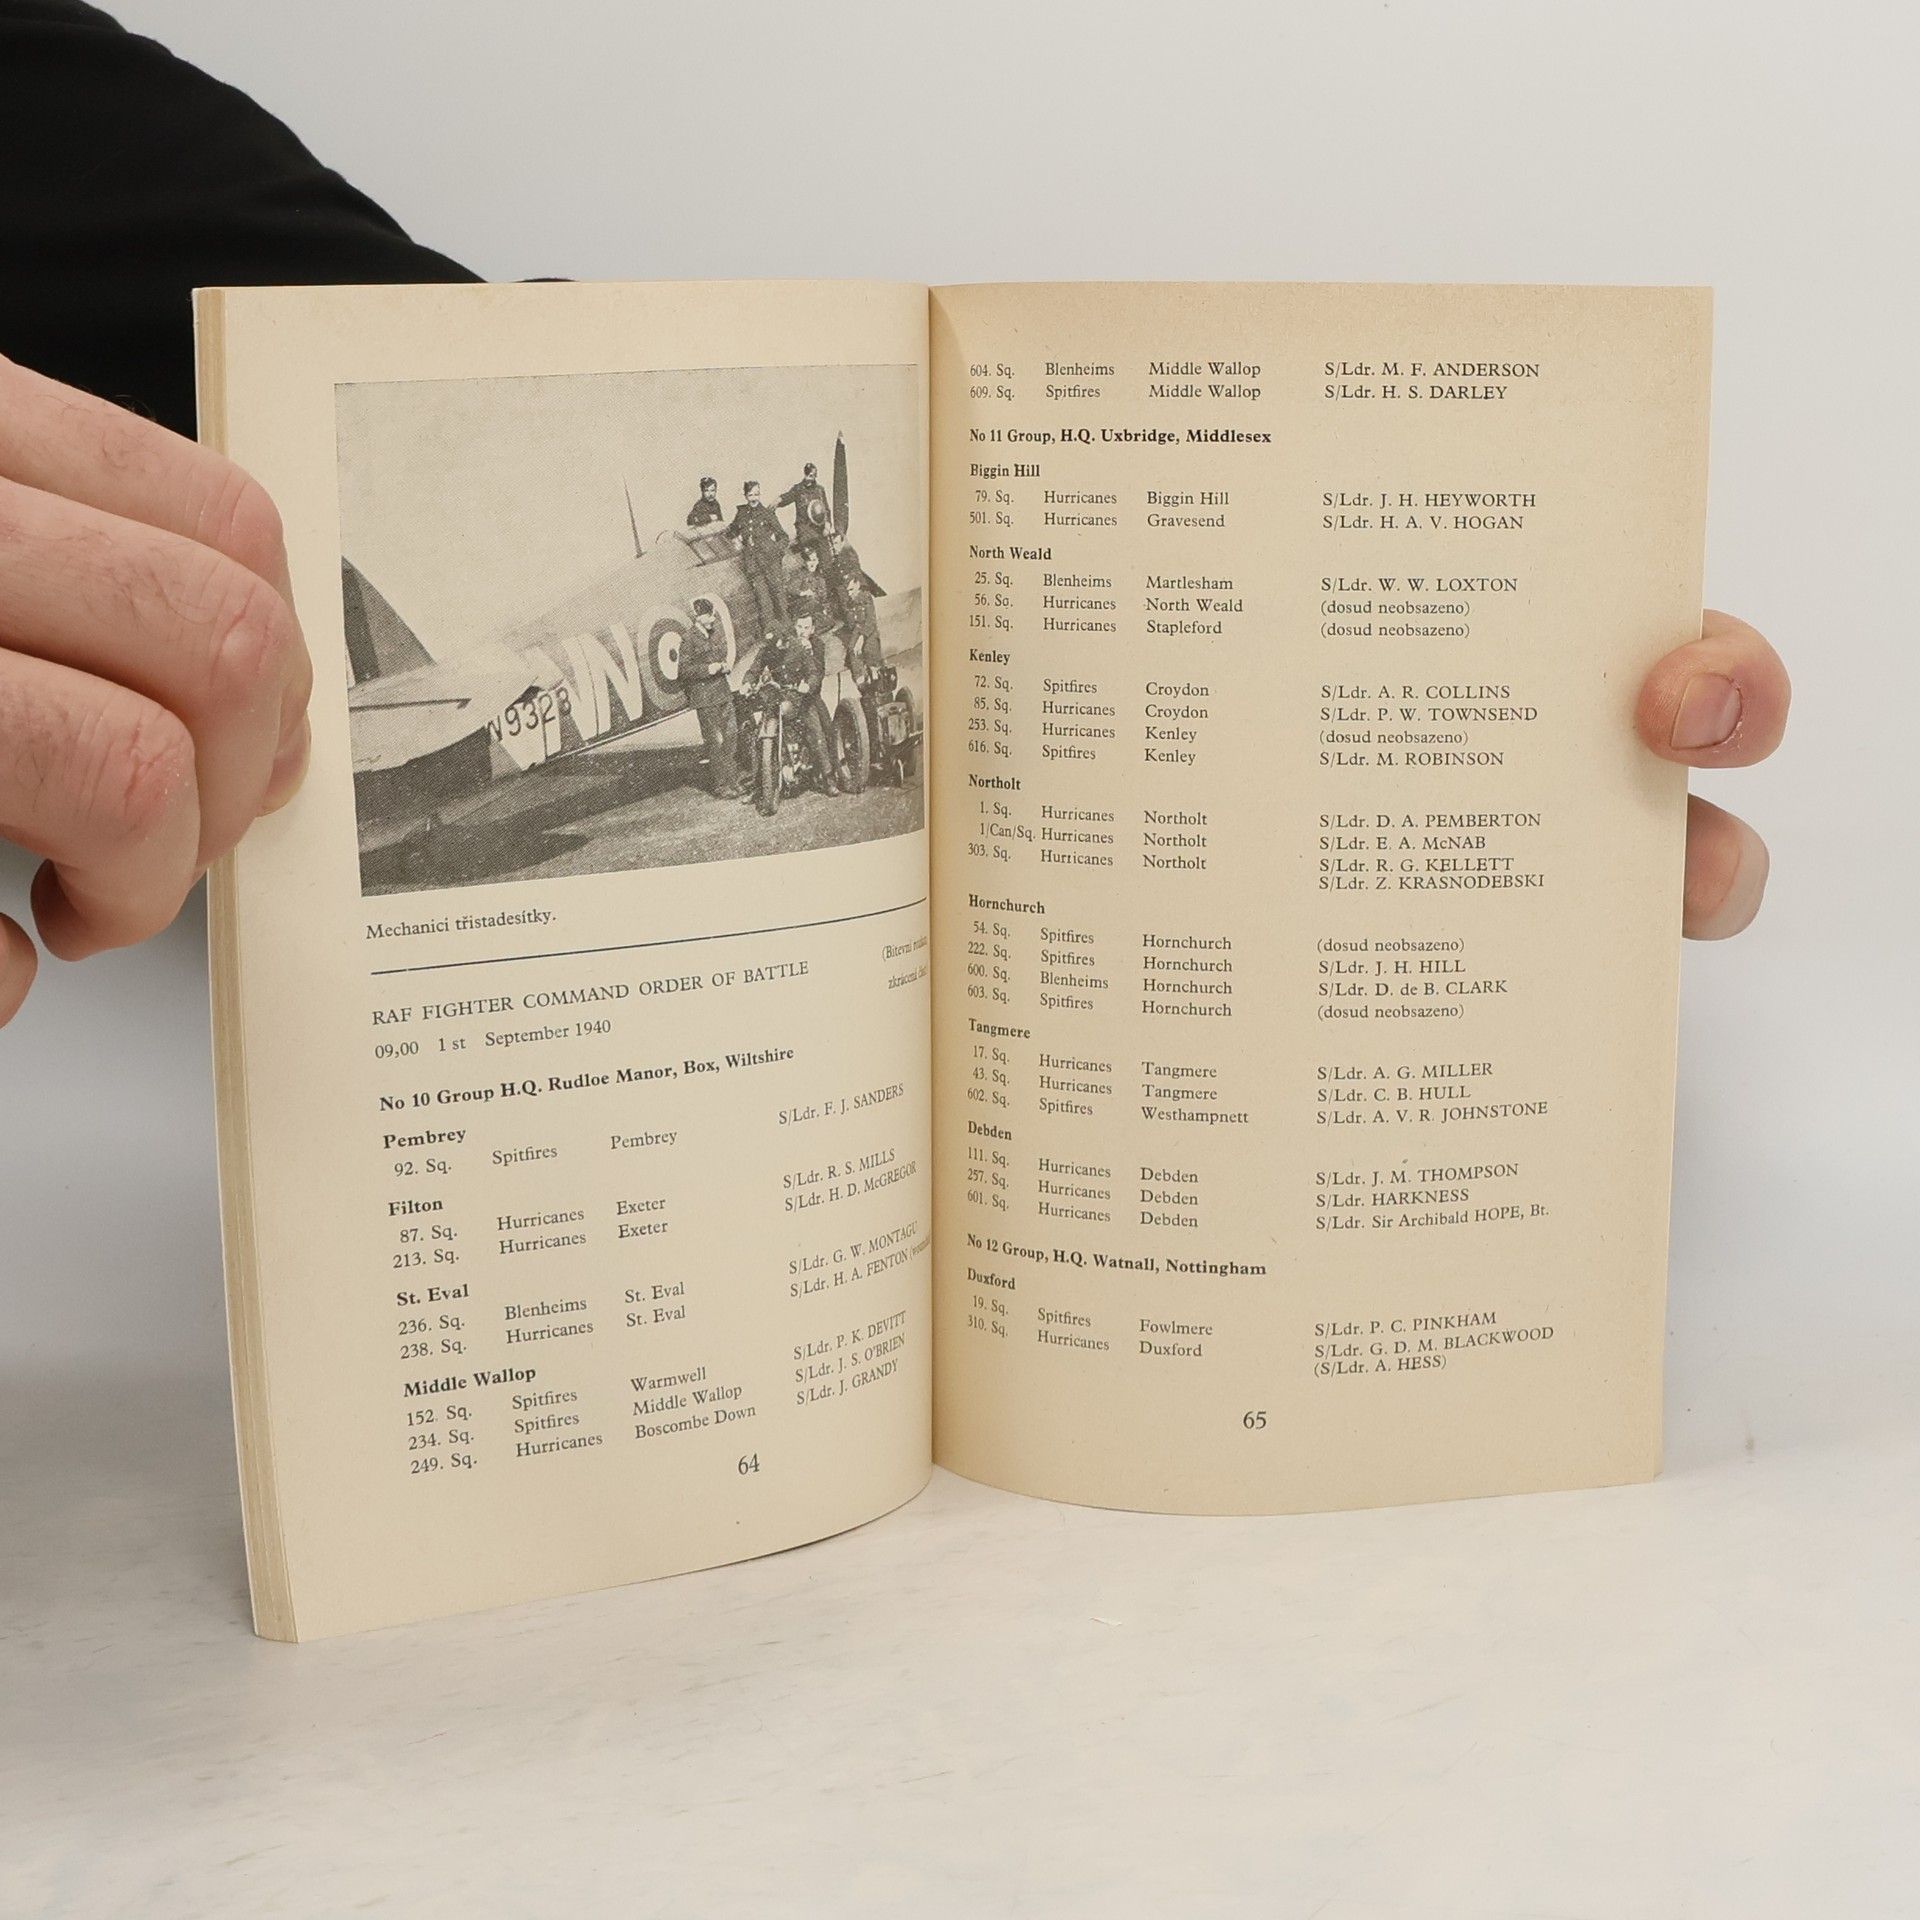 W9323
NN
Mechanici třistadesítky.
RAF FIGHTER COMMAND ORDER OF BATTLE (Bitevní
09,00 1 st September 1940 zkrácená
No 10 Group H.Q. Rudloe Manor, Box, Wiltshire
Pembrey
92. Sq. Spitfires Pembrey S/Ldr. F. J. SANDERS
Filton
87. Sq. Hurricanes Exeter S/Ldr. R. S. MILLS
213. Sq. Hurricanes Exeter S/Ldr. H. D. McGREGOR
St. Eval
236. Sq. Blenheims St. Eval S/Ldr. G. W. MONTAGU
238. Sq. Hurricanes St. Eval S/Ldr. H. A. FENTON
Middle Wallop
152. Sq. Spitfires Warmwell S/Ldr. P. K. DEVITT
234. Sq. Spitfires Middle Wallop S/Ldr. J. S. O'BRIEN
249. Sq. Hurricanes Boscombe Down S/Ldr. J. GRANDY
64
604. Sq. Blenheims Middle Wallop S/Ldr. M. F. ANDERSON
609. Sq. Spitfires Middle Wallop S/Ldr. H. S. DARLEY
No 11 Group, H.Q. Uxbridge, Middlesex
Biggin Hill
79. Sq. Hurricanes Biggin Hill S/Ldr. J. H. HEYWORTH
501. Sq. Hurricanes Gravesend S/Ldr. H. A. V. HOGAN
North Weald
25. Sq. Blenheims Martlesham S/Ldr. W. W. LOXTON
56. Sq. Hurricanes North Weald (dosud neobsazeno)
151. Sq. Hurricanes Stapleford (dosud neobsazeno)
Kenley
72. Sq. Spitfires Croydon S/Ldr. A. R. COLLINS
85. Sq. Hurricanes Croydon S/Ldr. P. W. TOWNSEND
253. Sq. Hurricanes Kenley (dosud neobsazeno)
616. Sq. Spitfires Kenley S/Ldr. M. ROBINSON
Northolt
1. Sq. Hurricanes Northolt S/Ldr. D. A. PEMBERTON
1/Can/Sq. Hurricanes Northolt S/Ldr. E. A. McNAB
303. Sq. Hurricanes Northolt S/Ldr. R. G. KELLETT
S/Ldr. Z. KRASNODEBSKI
Hornchurch
54. Sq. Spitfires Hornchurch (dosud neobsazeno)
222. Sq. Spitfires Hornchurch S/Ldr. J. H. HILL
600. Sq. Blenheims Hornchurch S/Ldr. D. de B. CLARK
603. Sq. Spitfires Hornchurch (dosud neobsazeno)
Tangmere
17. Sq. Hurricanes Tangmere S/Ldr. A. G. MILLER
43. Sq. Hurricanes Tangmere S/Ldr. C. B. HULL
602. Sq. Spitfires Westhampnett S/Ldr. A. V. R. JOHNSTONE
Debden
111. Sq. Hurricanes Debden S/Ldr. J. M. THOMPSON
257. Sq. Hurricanes Debden S/Ldr. HARKNESS
601. Sq. Hurricanes Debden S/Ldr. Sir Archibald HOPE, Bt.
No 12 Group, H.Q. Watnall, Nottingham
Duxford
19. Sq. Spitfires Fowlmere S/Ldr. P. C. PINKHAM
310. Sq. Hurricanes Duxford S/Ldr. G. D. M. BLACKWOOD
(S/Ldr. A. HESS)
65